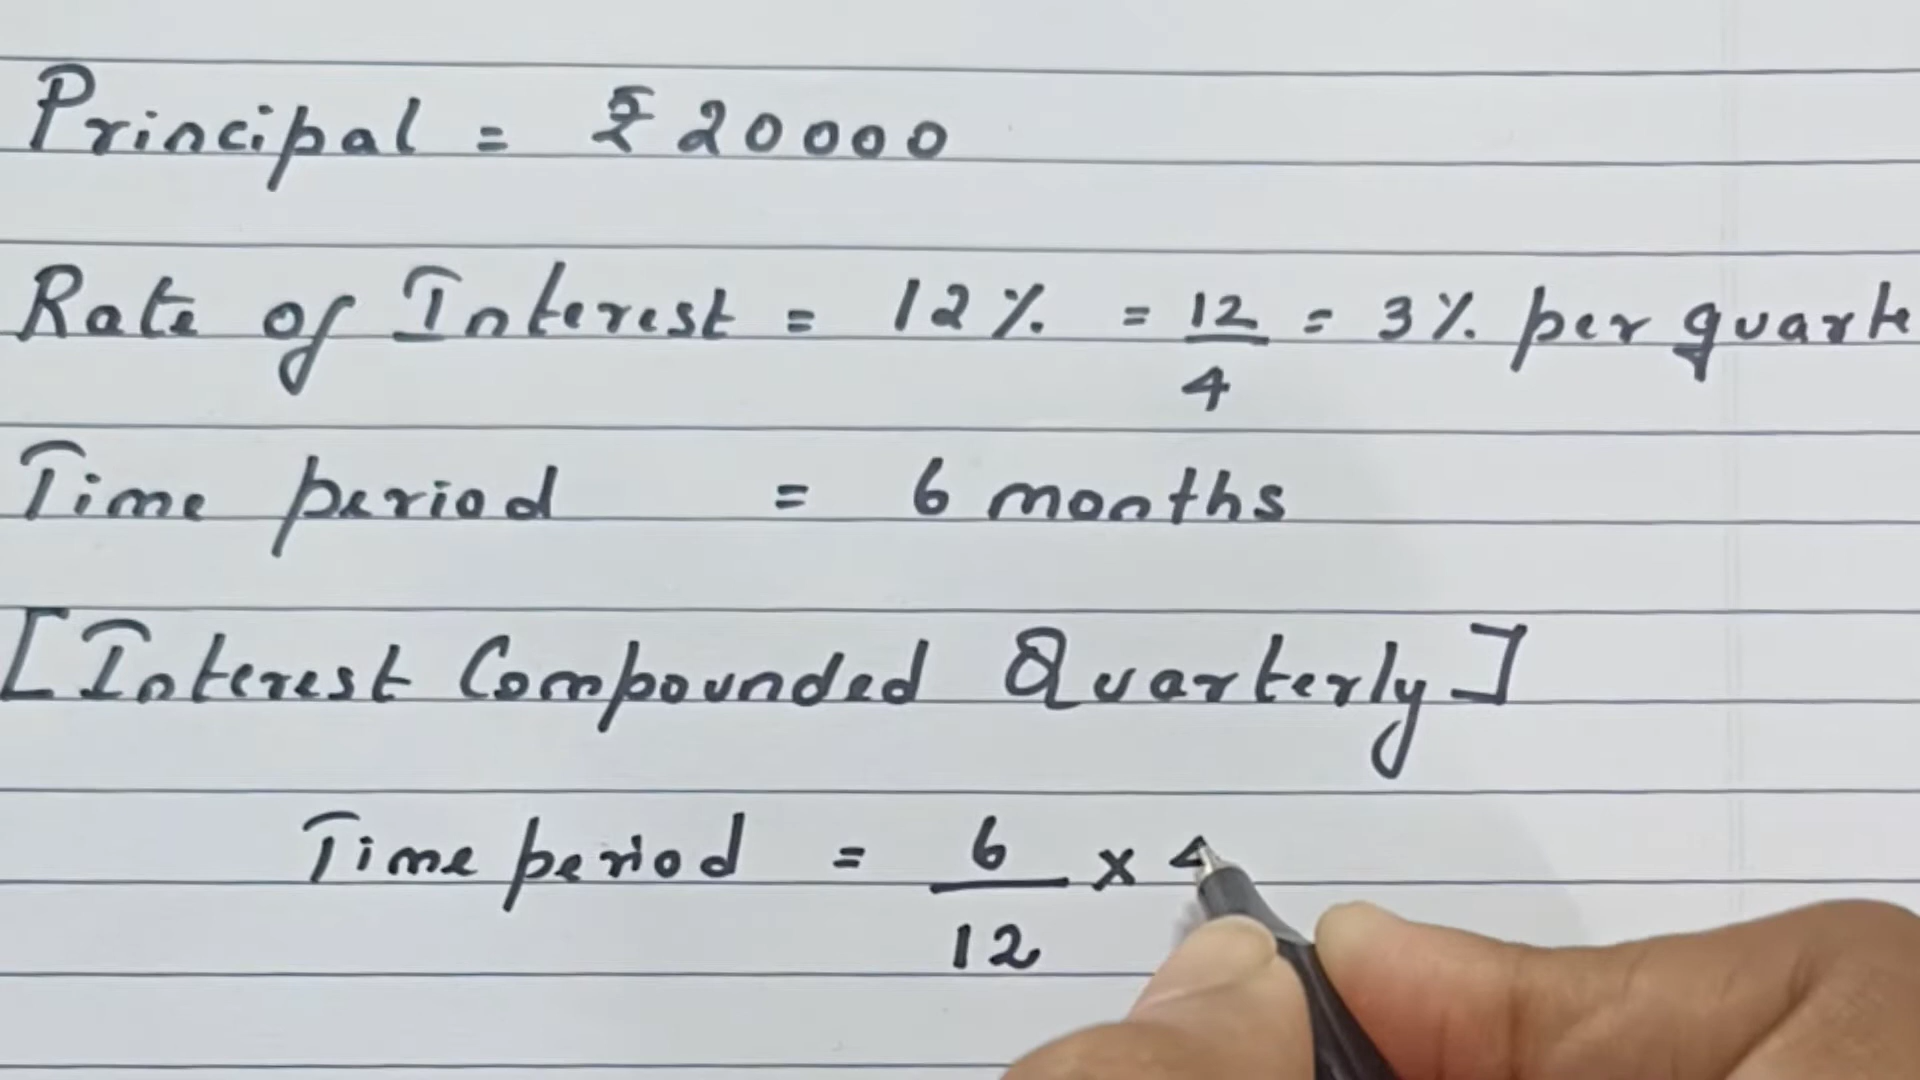 Principal = ₹20000
Rate of Interest = 12% = 12/4 = 3% per quarte
Time period = 6 months
[Interest Compounded Quarterly]
Time period = 6/12 × 4